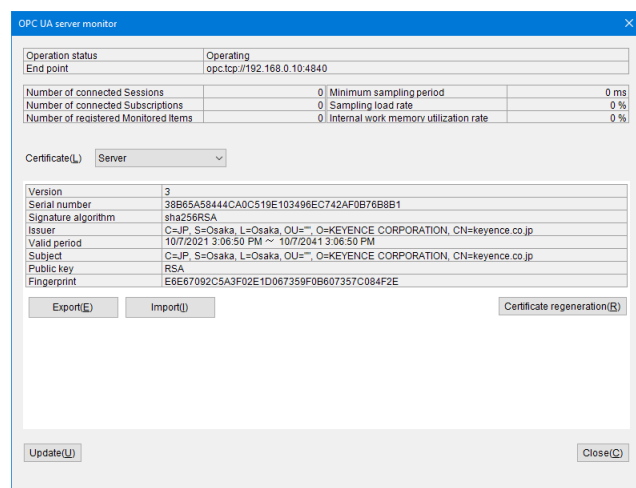 OPC UA server monitor
Operation status Operating
End point opc.tcp://192.168.0.10:4840
Number of connected Sessions 0 Minimum sampling period 0 ms
Number of connected Subscriptions 0 Sampling load rate 0 %
Number of registered Monitored Items 0 Internal work memory utilization rate 0 %
Certificate(L) Server
Version 3
Serial number 38B65A58444CA0C519E103496EC742AF0B76B8B1
Signature algorithm sha256RSA
Issuer C=JP, S=Osaka, L=Osaka, OU="", O=KEYENCE CORPORATION, CN=keyence.co.jp
Valid period 10/7/2021 3:06:50 PM ~ 10/7/2041 3:06:50 PM
Subject C=JP, S=Osaka, L=Osaka, OU="", O=KEYENCE CORPORATION, CN=keyence.co.jp
Public key RSA
Fingerprint E6E67092C5A3F02E1D067359F0B607357C084F2E
Export(E) Import(I) Certificate regeneration(R)
Update(U) Close(C)